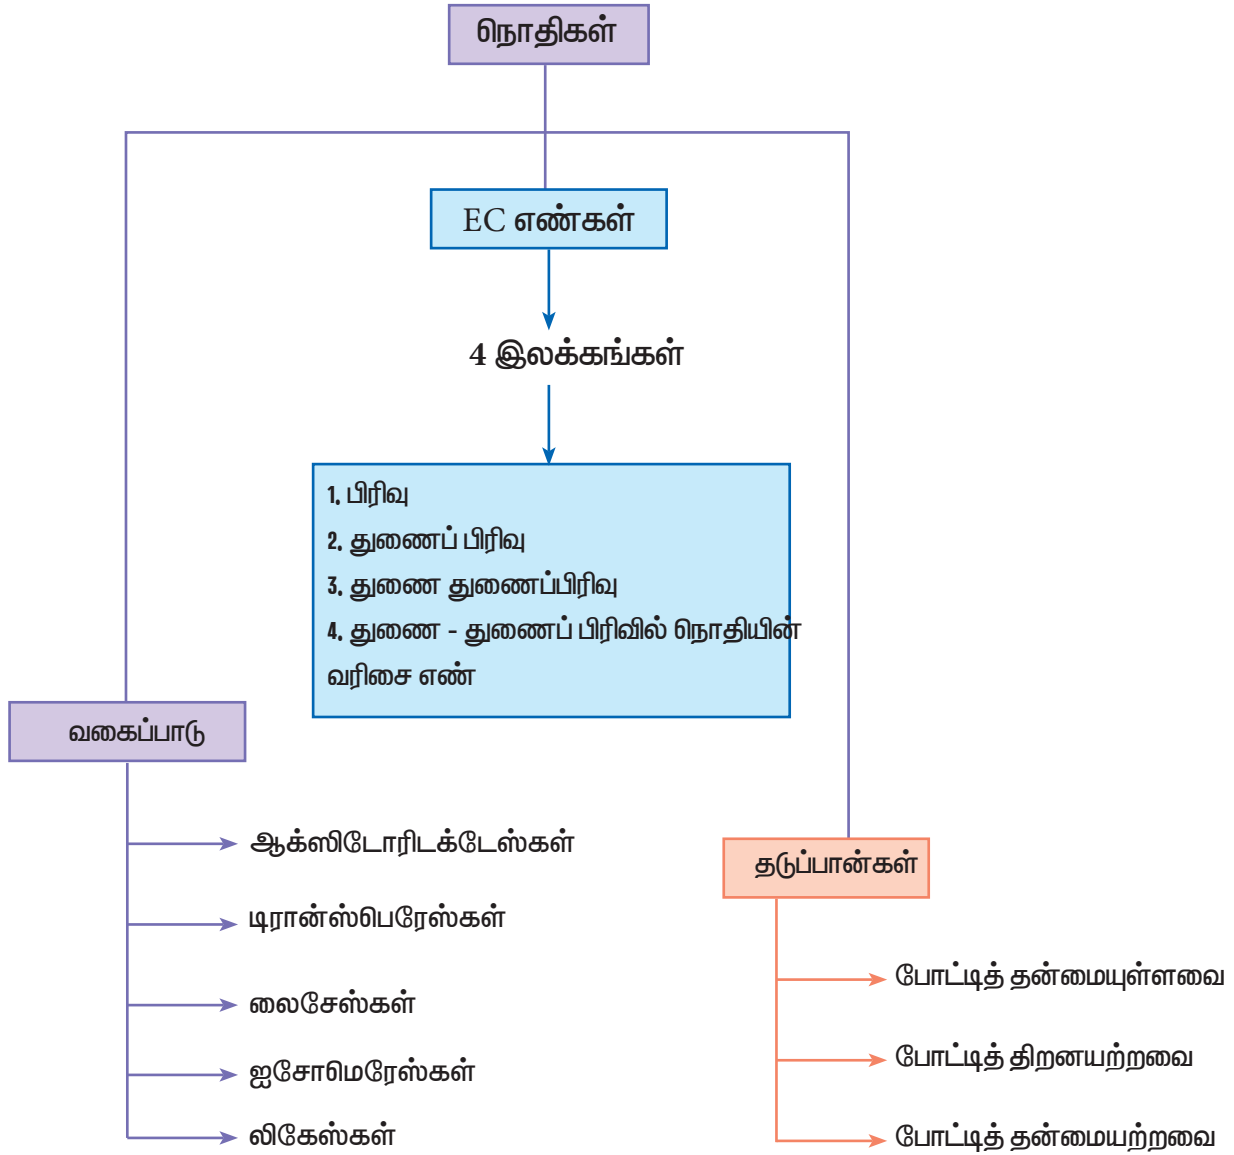 நொதிகள்
EC எண்கள்
4 இலக்கங்கள்
1. பிரிவு
2. துணைப் பிரிவு
3. துணை துணைப்பிரிவு
4. துணை - துணைப் பிரிவில் நொதியின்
வரிசை எண்
வகைப்பாடு
ஆக்ஸிடோரிடக்டேஸ்கள்
டிரான்ஸ்பெரேஸ்கள்
லைசேஸ்கள்
ஐசோமெரேஸ்கள்
லிகேஸ்கள்
தடுப்பான்கள்
போட்டித் தன்மையுள்ளவை
போட்டித் திறனயற்றவை
போட்டித் தன்மையற்றவை